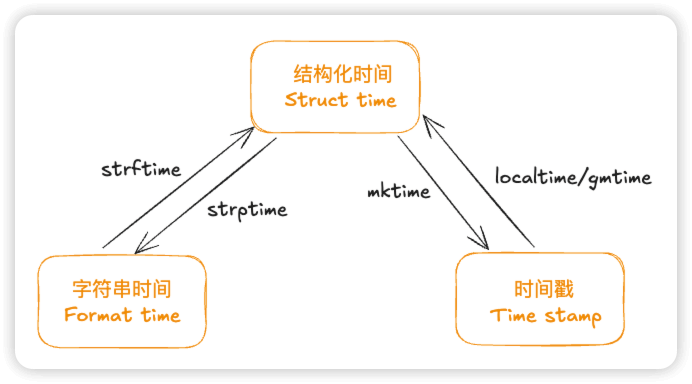 结构化时间
Struct time
strftime
strptime
mktime
localtime/gmtime
字符串时间
Format time
时间戳
Time stamp